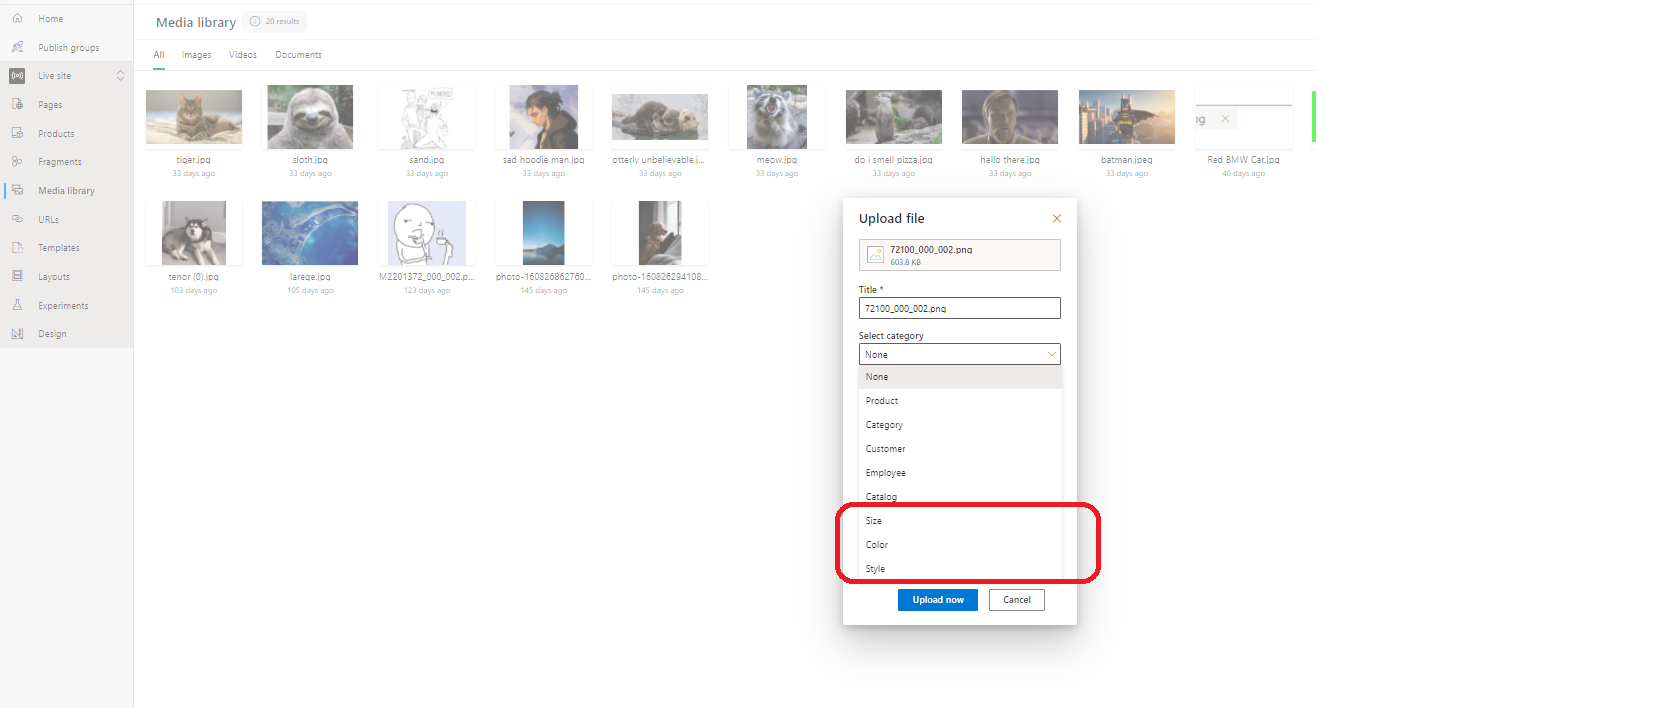 Home
Publish groups
Live site
Pages
Products
Fragments
Media library
URLs
Templates
Layouts
Experiments
Design
Media library
20 results
All Images Videos Documents
tiger.jpg
33 days ago
sloth.jpg
33 days ago
sand.jpg
33 days ago
sad hoodie man.jpg
33 days ago
otterly unbelievable.j...
33 days ago
meow.jpg
33 days ago
do i smell pizza.jpg
33 days ago
hello there.jpg
33 days ago
batman.jpeg
33 days ago
Red BMW Car.jpg
40 days ago
tenor (0).jpg
103 days ago
large.jpg
105 days ago
M2201372_000_002.p...
123 days ago
photo-160826862760...
145 days ago
photo-160826294108...
145 days ago
Upload file
72100_000_002.png
603.8 KB
Title *
72100_000_002.png
Select category
None
None
Product
Category
Customer
Employee
Catalog
Size
Color
Style
Upload now Cancel